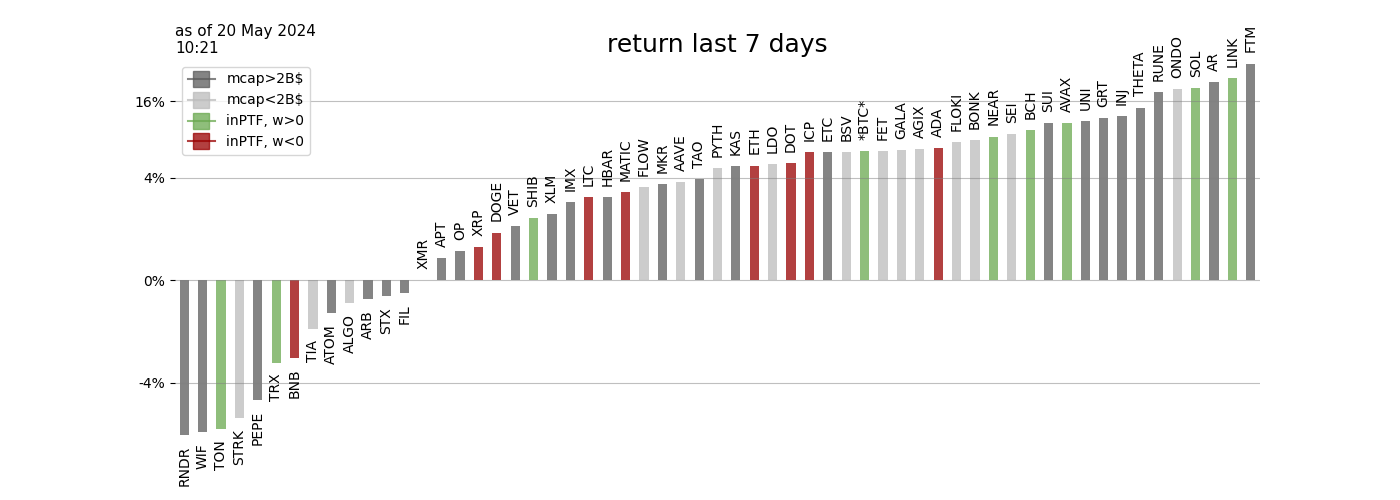 as of 20 May 2024
10:21
return last 7 days
mcap>2B$
mcap<2B$
inPTF, w>0
inPTF, w<0
16%
4%
0%
-4%
RNDR
WIF
TON
STRK
PEPE
TRX
BNB
TIA
ATOM
ALGO
ARB
STX
FIL
XMR
APT
OP
XRP
DOGE
VET
SHIB
XLM
IMX
LTC
HBAR
MATIC
FLOW
MKR
AAVE
TAO
PYTH
KAS
ETH
LDO
DOT
ICP
ETC
BSV
*BTC*
FET
GALA
AGIX
ADA
FLOKI
BONK
NEAR
SEI
BCH
SUI
AVAX
UNI
GRT
INJ
THETA
RUNE
ONDO
SOL
AR
LINK
FTM